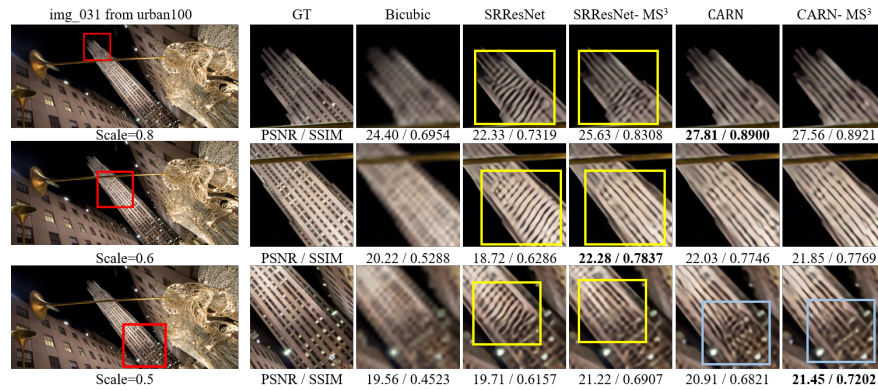 img_031 from urban100 GT Bicubic SRResNet SRResNet- MS³ CARN CARN- MS³
Scale=0.8 PSNR / SSIM 24.40 / 0.6954 22.33 / 0.7319 25.63 / 0.8308 27.81 / 0.8900 27.56 / 0.8921
Scale=0.6 PSNR / SSIM 20.22 / 0.5288 18.72 / 0.6286 22.28 / 0.7837 22.03 / 0.7746 21.85 / 0.7769
Scale=0.5 PSNR / SSIM 19.56 / 0.4523 19.71 / 0.6157 21.22 / 0.6907 20.91 / 0.6821 21.45 / 0.7202